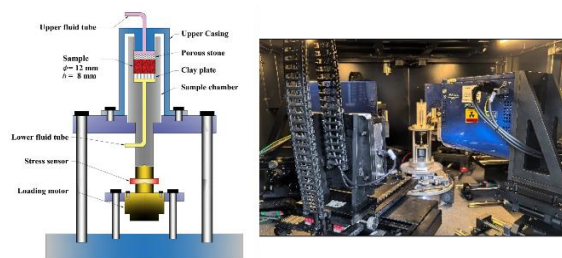 Upper fluid tube
Upper Casing
Sample
ϕ= 12 mm
h = 8 mm
Porous stone
Clay plate
Sample chamber
Lower fluid tube
Stress sensor
Loading motor